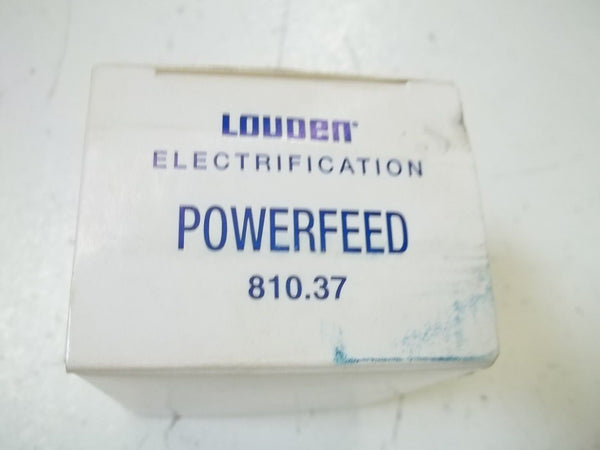 LOUDEN
ELECTRIFICATION
POWERFEED
810.37